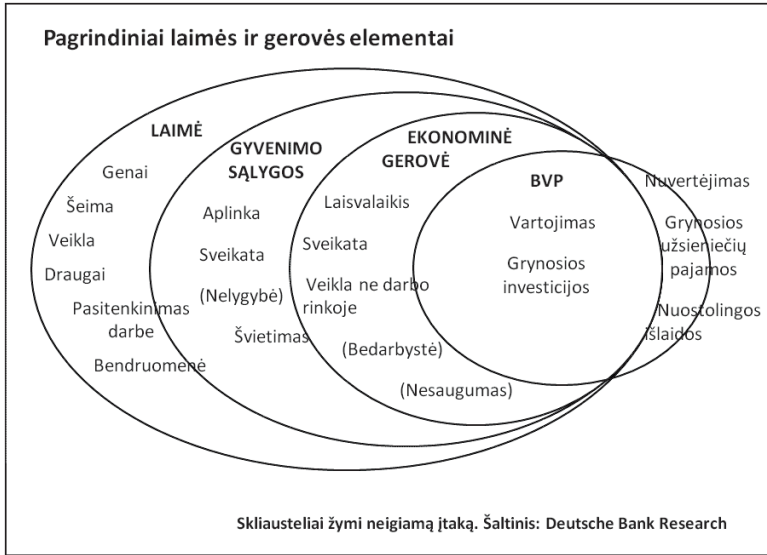 Pagrindiniai laimės ir gerovės elementai
LAIMĖ
Genai
Šeima
Veikla
Draugai
Pasitenkinimas
darbe
Bendruomenė
GYVENIMO
SĄLYGOS
Aplinka
Sveikata
(Nelygybė)
Švietimas
EKONOMINĖ
GEROVĖ
Laisvalaikis
Sveikata
Veikla ne darbo
rinkoje
(Bedarbystė)
(Nesaugumas)
BVP
Vartojimas
Grynosios
investicijos
Nuvertėjimas
Grynosios
užsieniečių
pajamos
Nuostolingos
išlaidos
Skliausteliai žymi neigiamą įtaką. Šaltinis: Deutsche Bank Research